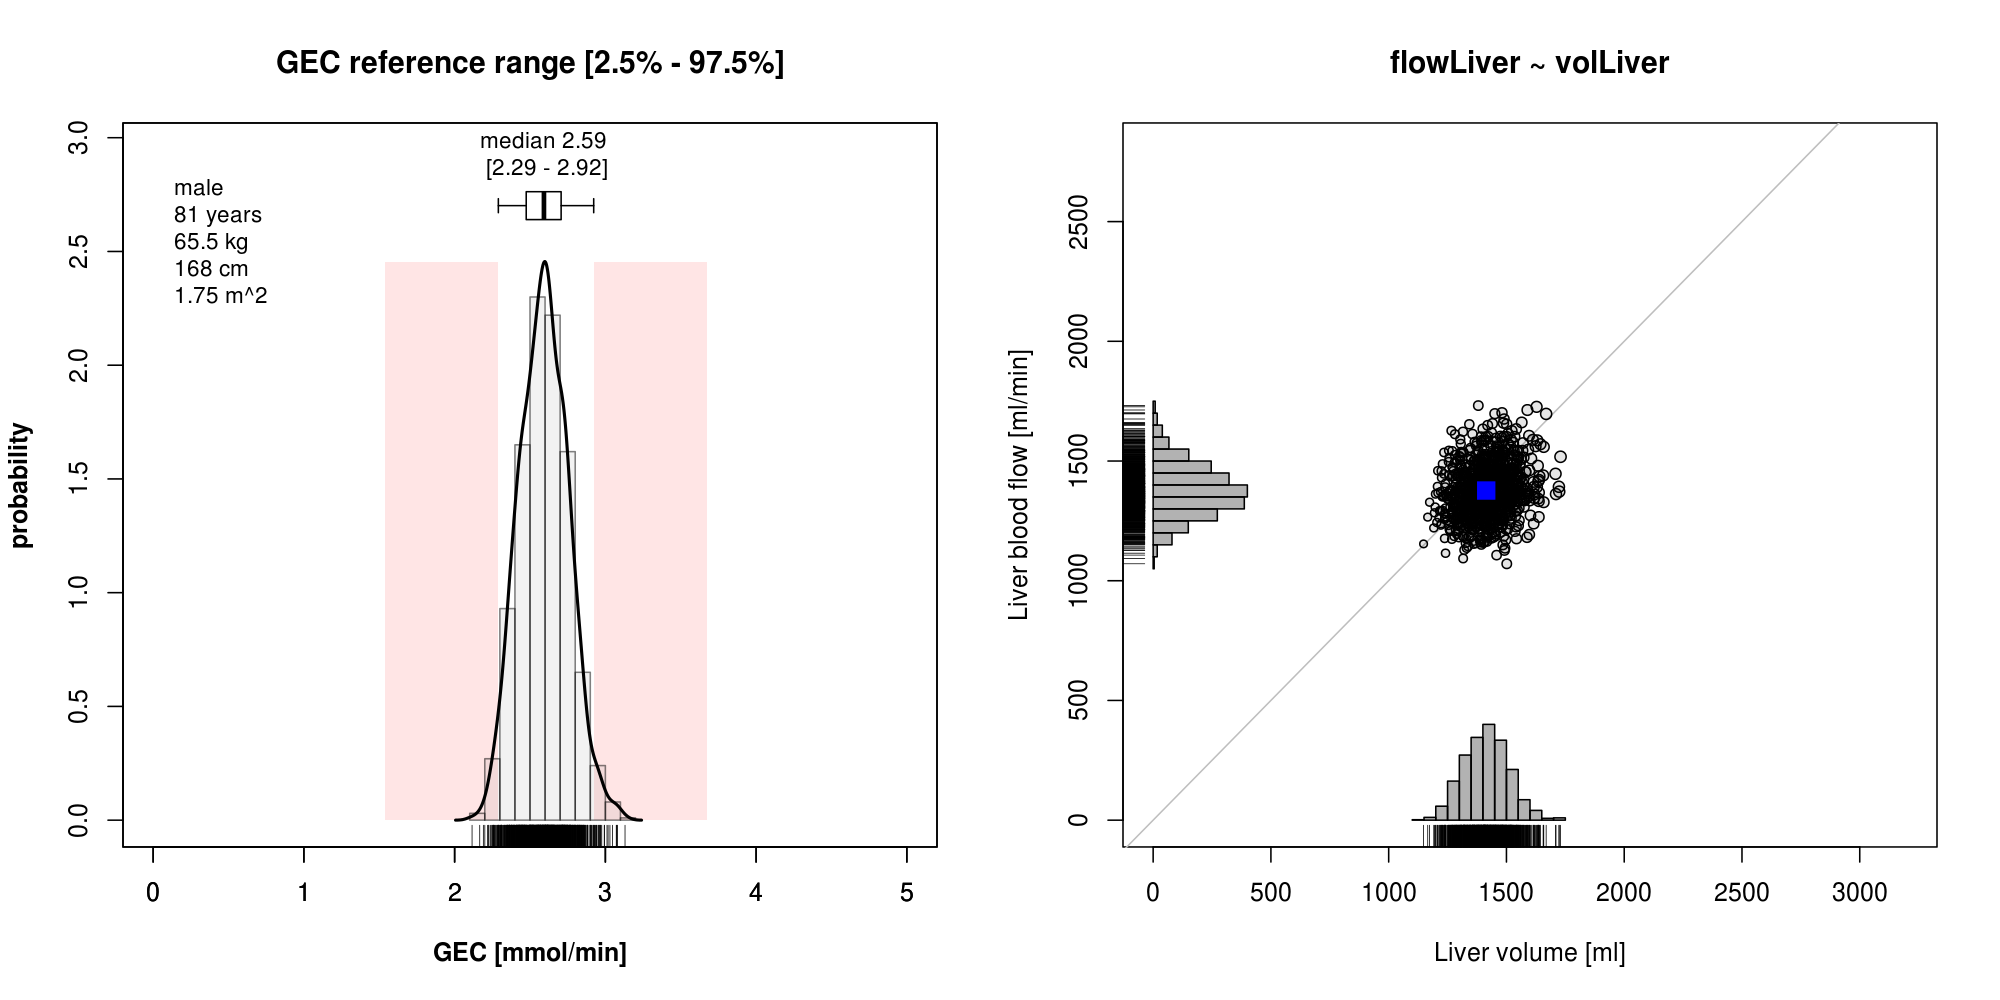 GEC reference range [2.5% - 97.5%]
median 2.59
[2.29 - 2.92]
male
81 years
65.5 kg
168 cm
1.75 m^2
probability
3.0
2.5
2.0
1.5
1.0
0.5
0.0
0 1 2 3 4 5
GEC [mmol/min]
flowLiver ~ volLiver
Liver blood flow [ml/min]
2500
2000
1500
1000
500
0
0 500 1000 1500 2000 2500 3000
Liver volume [ml]